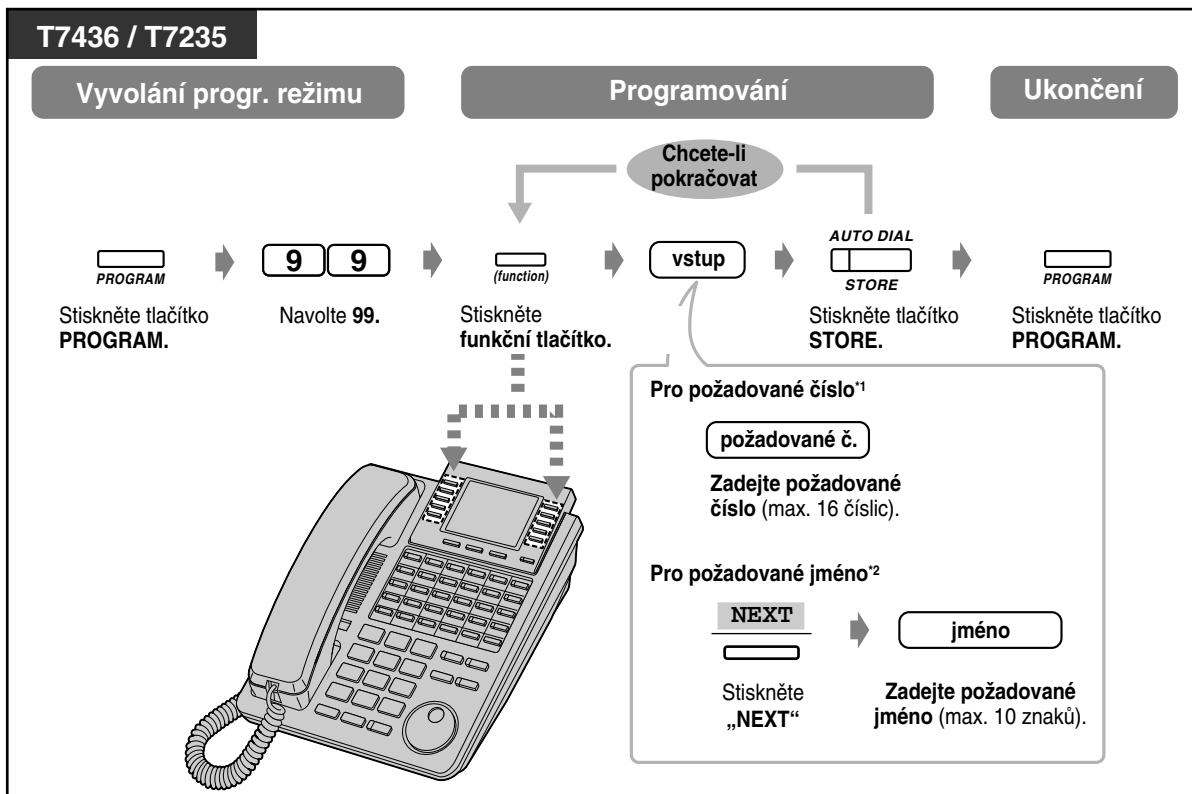 T7436 / T7235
Vyvolání progr. režimu
Programování
Ukončení
Chcete-li
pokračovat
PROGRAM
Stiskněte tlačítko
PROGRAM.
9 9
Navolte 99.
(function)
Stiskněte
funkční tlačítko.
vstup
AUTO DIAL
STORE
Stiskněte tlačítko
STORE.
PROGRAM
Stiskněte tlačítko
PROGRAM.
Pro požadované číslo*1
požadované č.
Zadejte požadované
číslo (max. 16 číslic).
Pro požadované jméno*2
NEXT
Stiskněte
„NEXT“
jméno
Zadejte požadované
jméno (max. 10 znaků).